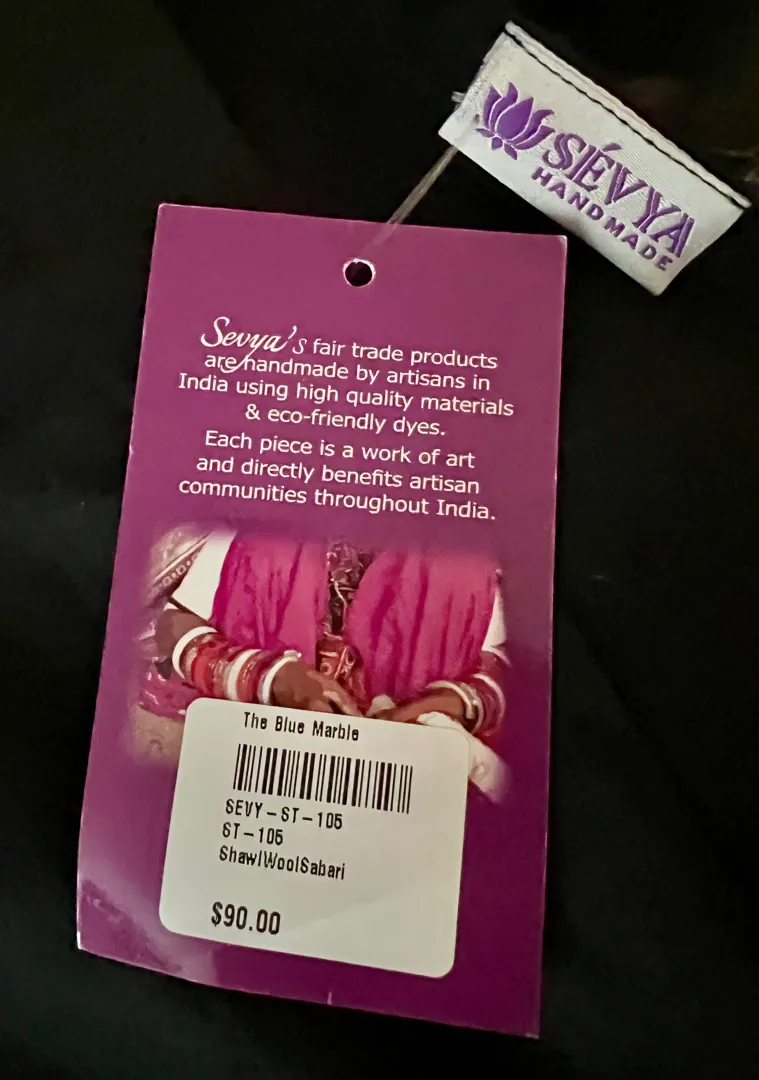 SÉVYA
HANDMADE
Sevya's fair trade products
are handmade by artisans in
India using high quality materials
& eco-friendly dyes.
Each piece is a work of art
and directly benefits artisan
communities throughout India.
The Blue Marble
SEVY-ST-105
ST-105
ShawlWoolSabari
$90.00